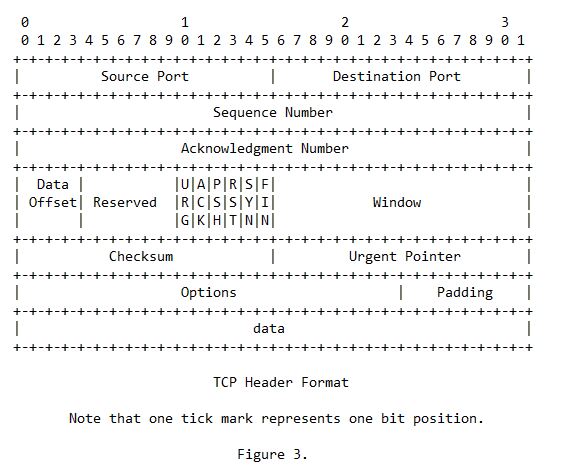 0                   1                   2                   3
 0 1 2 3 4 5 6 7 8 9 0 1 2 3 4 5 6 7 8 9 0 1 2 3 4 5 6 7 8 9 0 1
+-+-+-+-+-+-+-+-+-+-+-+-+-+-+-+-+-+-+-+-+-+-+-+-+-+-+-+-+-+-+-+-+
|          Source Port          |       Destination Port        |
+-+-+-+-+-+-+-+-+-+-+-+-+-+-+-+-+-+-+-+-+-+-+-+-+-+-+-+-+-+-+-+-+
|                        Sequence Number                        |
+-+-+-+-+-+-+-+-+-+-+-+-+-+-+-+-+-+-+-+-+-+-+-+-+-+-+-+-+-+-+-+-+
|                    Acknowledgment Number                      |
+-+-+-+-+-+-+-+-+-+-+-+-+-+-+-+-+-+-+-+-+-+-+-+-+-+-+-+-+-+-+-+-+
|  Data |           |U|A|P|R|S|F|                               |
| Offset| Reserved  |R|C|S|S|Y|I|            Window             |
|       |           |G|K|H|T|N|N|                               |
+-+-+-+-+-+-+-+-+-+-+-+-+-+-+-+-+-+-+-+-+-+-+-+-+-+-+-+-+-+-+-+-+
|           Checksum            |         Urgent Pointer        |
+-+-+-+-+-+-+-+-+-+-+-+-+-+-+-+-+-+-+-+-+-+-+-+-+-+-+-+-+-+-+-+-+
|                    Options                    |    Padding    |
+-+-+-+-+-+-+-+-+-+-+-+-+-+-+-+-+-+-+-+-+-+-+-+-+-+-+-+-+-+-+-+-+
|                             data                              |
+-+-+-+-+-+-+-+-+-+-+-+-+-+-+-+-+-+-+-+-+-+-+-+-+-+-+-+-+-+-+-+-+
TCP Header Format
Note that one tick mark represents one bit position.
Figure 3.